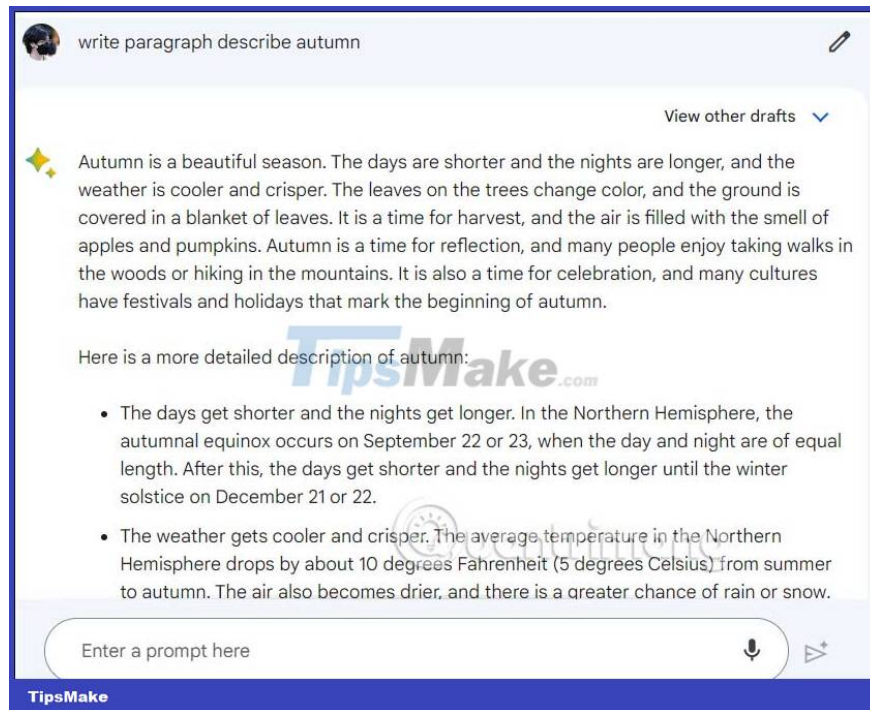 write paragraph describe autumn
View other drafts
Autumn is a beautiful season. The days are shorter and the nights are longer, and the
weather is cooler and crisper. The leaves on the trees change color, and the ground is
covered in a blanket of leaves. It is a time for harvest, and the air is filled with the smell of
apples and pumpkins. Autumn is a time for reflection, and many people enjoy taking walks in
the woods or hiking in the mountains. It is also a time for celebration, and many cultures
have festivals and holidays that mark the beginning of autumn.
Here is a more detailed description of autumn:
TipsMake.com
• The days get shorter and the nights get longer. In the Northern Hemisphere, the
autumnal equinox occurs on September 22 or 23, when the day and night are of equal
length. After this, the days get shorter and the nights get longer until the winter
solstice on December 21 or 22.
• The weather gets cooler and crisper. The average temperature in the Northern
Quantrimang
Hemisphere drops by about 10 degrees Fahrenheit (5 degrees Celsius) from summer
to autumn. The air also becomes drier, and there is a greater chance of rain or snow.
Enter a prompt here
TipsMake